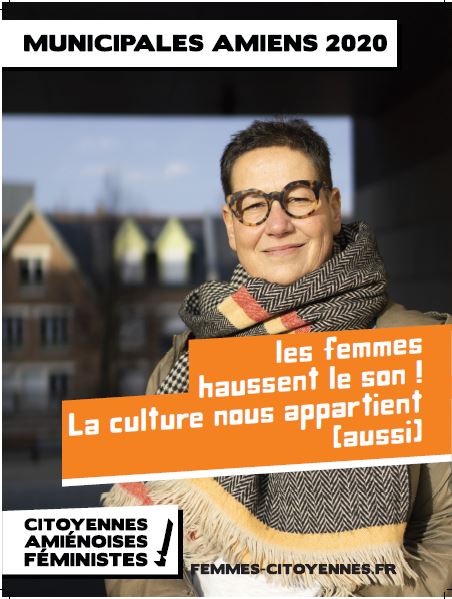 MUNICIPALES AMIENS 2020
les femmes
haussent le son !
La culture nous appartient
[aussi]
CITOYENNES
AMIÉNOISES
FÉMINISTES !
FEMMES-CITOYENNES.FR